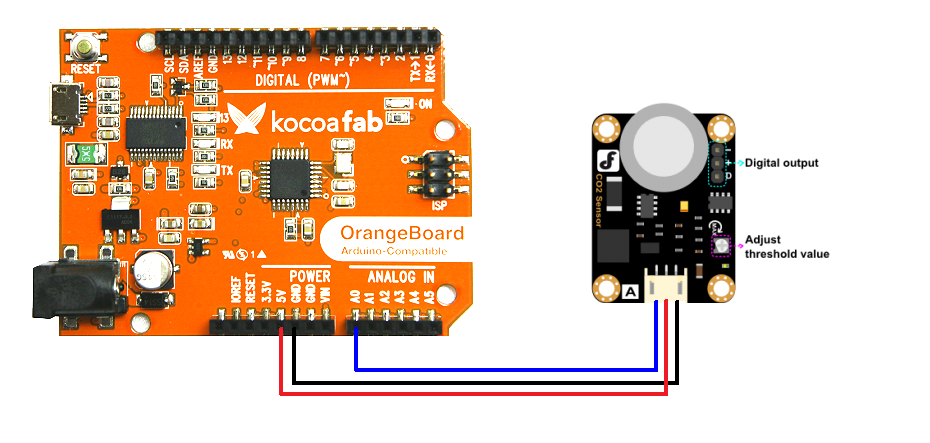 SCL
SDA
AREF
GND
13
12
~11
~10
~9
8
7
~6
~5
4
~3
2
TX→1
RX←0
RESET
DIGITAL (PWM~)
ON
kocoafab
13
RX
TX
ISP
OrangeBoard
Arduino-Compatible
POWER
ANALOG IN
IOREF
RESET
3.3V
5V
GND
GND
VIN
A0
A1
A2
A3
A4
A5
CO2 Sensor
- + D
Digital output
Adjust
threshold value
A